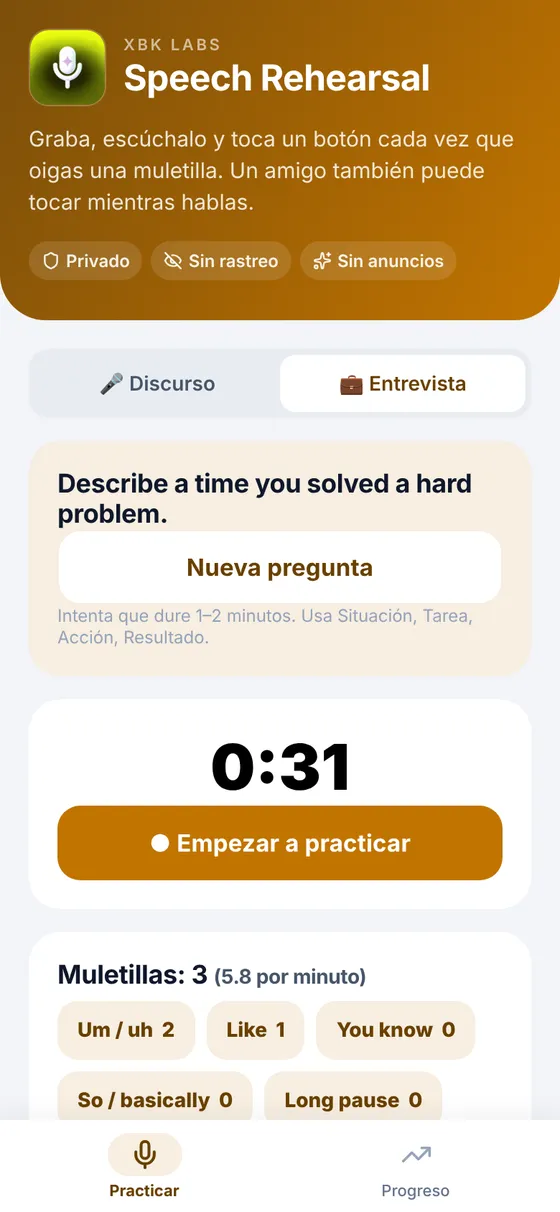 XBK LABS
Speech Rehearsal
Graba, escúchalo y toca un botón cada vez que
oigas una muletilla. Un amigo también puede
tocar mientras hablas.
Privado
Sin rastreo
Sin anuncios
Discurso
Entrevista
Describe a time you solved a hard
problem.
Nueva pregunta
Intenta que dure 1–2 minutos. Usa Situación, Tarea,
Acción, Resultado.
0:31
Empezar a practicar
Muletillas: 3 (5.8 por minuto)
Um / uh 2
Like 1
You know 0
So / basically 0
Long pause 0
Practicar
Progreso